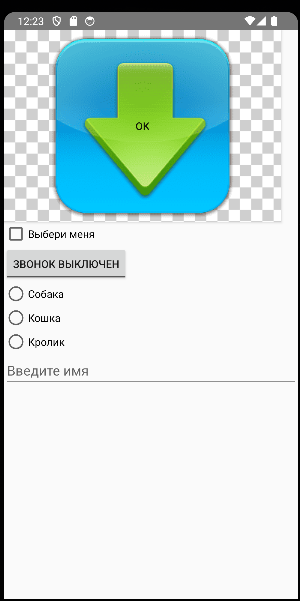 12:23
OK
Выбери меня
ЗВОНОК ВЫКЛЮЧЕН
Собака
Кошка
Кролик
Введите имя